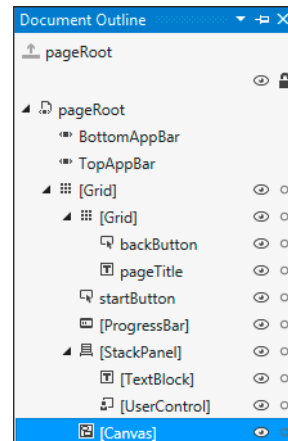 Document Outline
pageRoot
pageRoot
BottomAppBar
TopAppBar
[Grid]
[Grid]
backButton
pageTitle
startButton
[ProgressBar]
[StackPanel]
[TextBlock]
[UserControl]
[Canvas]